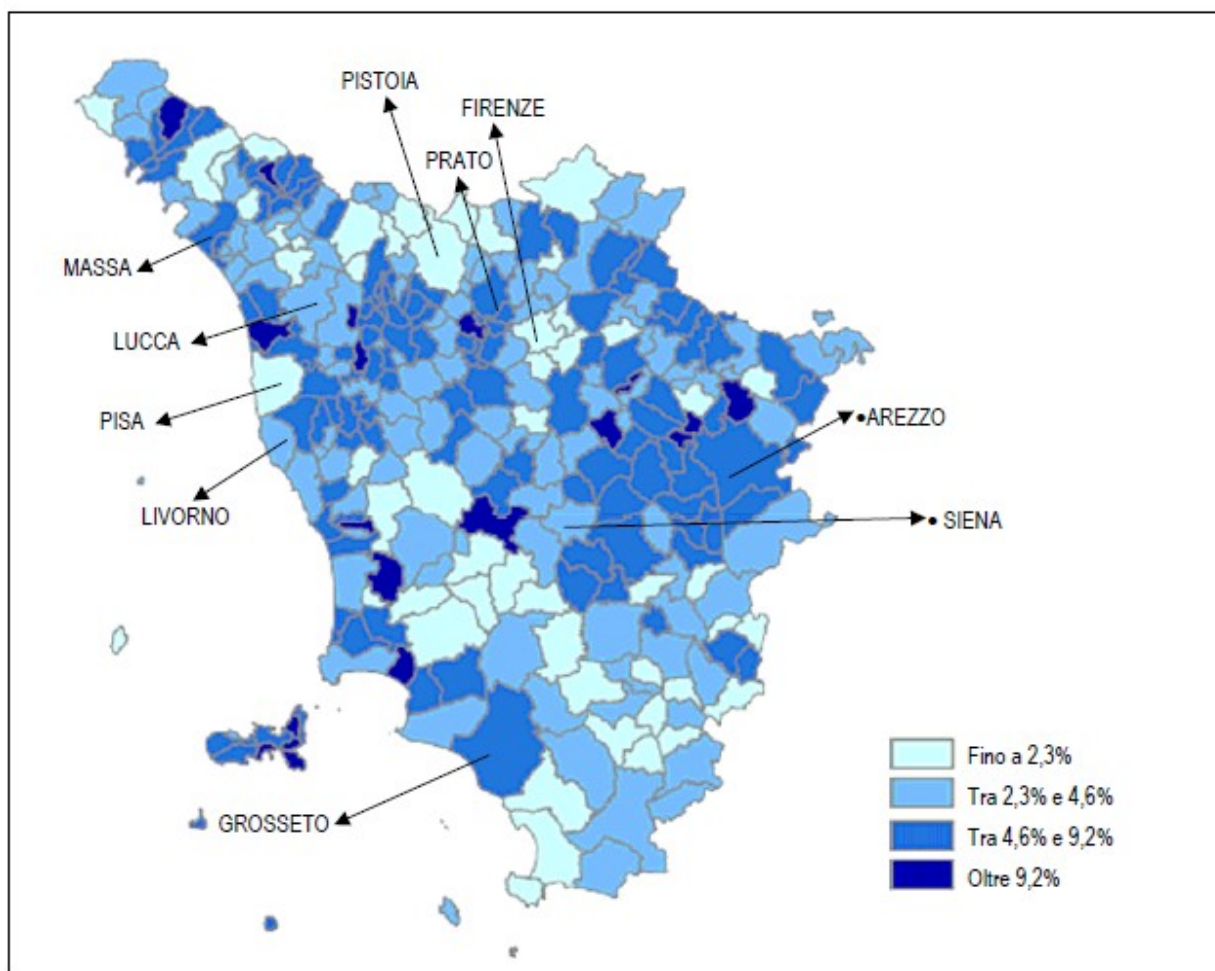 PISTOIA
FIRENZE
PRATO
MASSA
LUCCA
PISA
•AREZZO
LIVORNO
• SIENA
GROSSETO
Fino a 2,3%
Tra 2,3% e 4,6%
Tra 4,6% e 9,2%
Oltre 9,2%